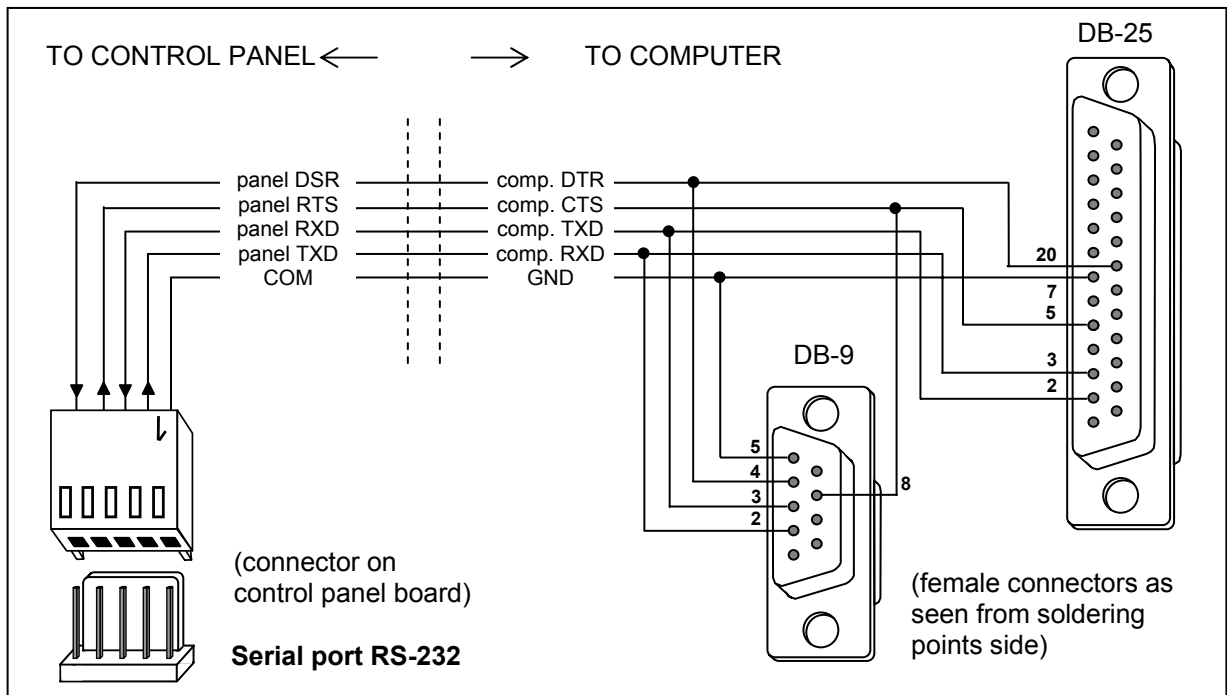 DB-25
TO CONTROL PANEL
TO COMPUTER
panel DSR
comp. DTR
panel RTS
comp. CTS
panel RXD
comp. TXD
panel TXD
comp. RXD
COM
GND
20
7
5
3
2
DB-9
5
4
3
2
8
(connector on
control panel board)
Serial port RS-232
(female connectors as
seen from soldering
points side)